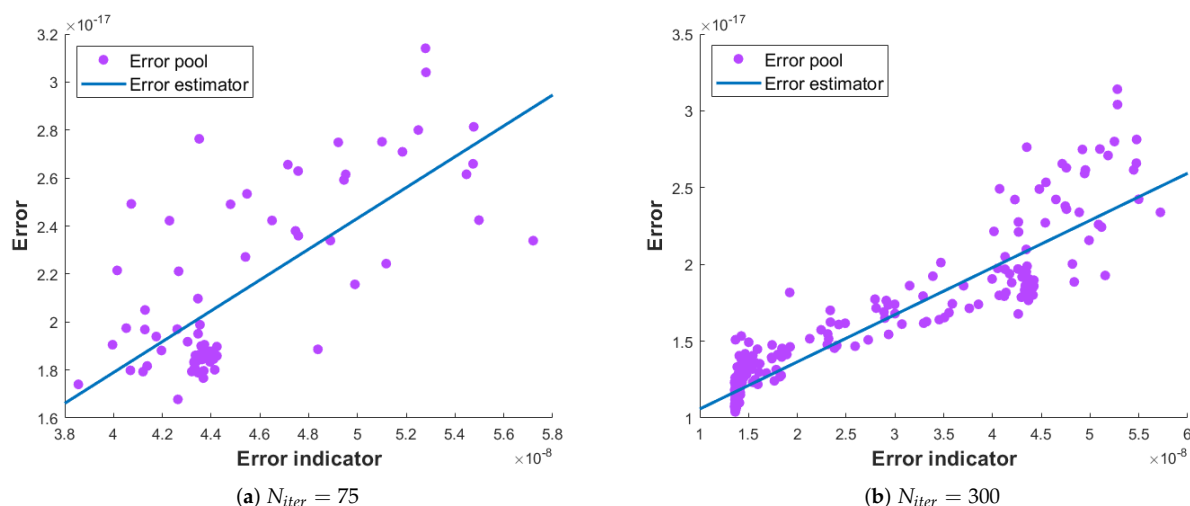 ×10⁻¹⁷
3.2
3
2.8
2.6
2.4
2.2
2
1.8
1.6
Error
Error pool
Error estimator
3.8 4 4.2 4.4 4.6 4.8 5 5.2 5.4 5.6 5.8
Error indicator
×10⁻⁸
(a) N_iter = 75
×10⁻¹⁷
3.5
3
2.5
2
1.5
1
Error
Error pool
Error estimator
1 1.5 2 2.5 3 3.5 4 4.5 5 5.5 6
Error indicator
×10⁻⁸
(b) N_iter = 300